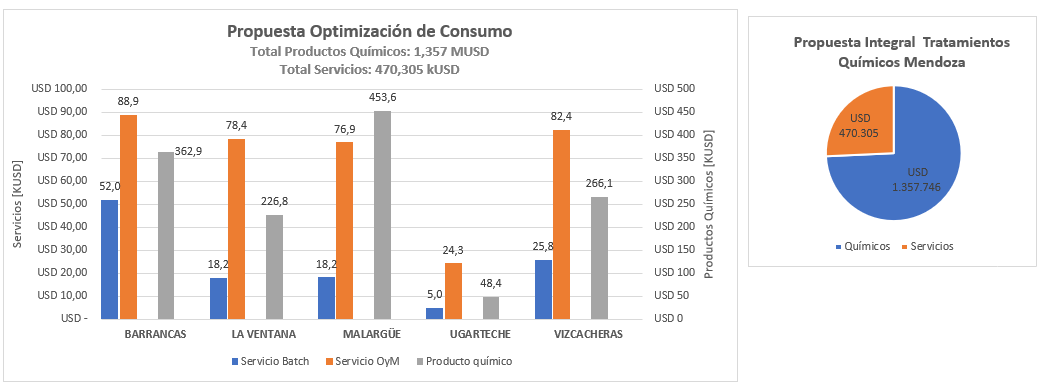 Propuesta Optimización de Consumo
Total Productos Químicos: 1,357 MUSD
Total Servicios: 470,305 kUSD
Servicios [KUSD]
USD 100,00
USD 90,00
USD 80,00
USD 70,00
USD 60,00
USD 50,00
USD 40,00
USD 30,00
USD 20,00
USD 10,00
USD -
52,0
88,9
362,9
18,2
78,4
226,8
18,2
76,9
453,6
5,0
24,3
48,4
25,8
82,4
266,1
USD 500
USD 450
USD 400
USD 350
USD 300
USD 250
USD 200
USD 150
USD 100
USD 50
USD 0
Productos Químicos [KUSD]
BARRANCAS LA VENTANA MALARGÜE UGARTECHE VIZCACHERAS
Servicio Batch Servicio OyM Producto químico
Propuesta Integral Tratamientos
Químicos Mendoza
USD
470.305
USD
1.357.746
Químicos Servicios